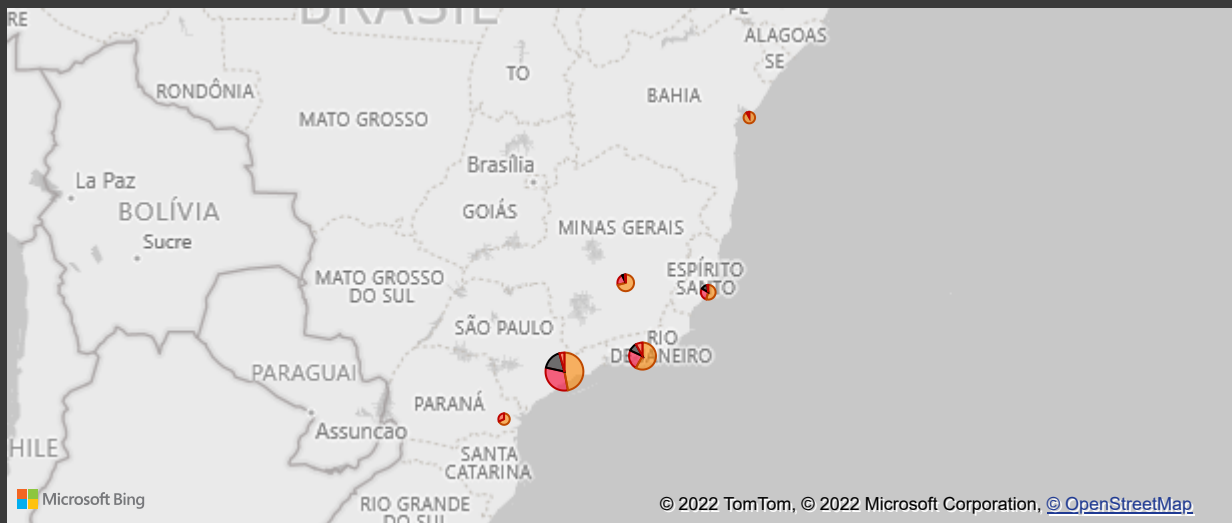 RE
BRASIL
PE
ALAGOAS
SE
TO
RONDÔNIA
BAHIA
MATO GROSSO
Brasília
La Paz
BOLÍVIA
GOIÁS
MINAS GERAIS
Sucre
MATO GROSSO
DO SUL
ESPÍRITO
SANTO
SÃO PAULO
RIO
DE JANEIRO
PARAGUAI
PARANÁ
Assunção
HILE
SANTA
CATARINA
RIO GRANDE
DO SUL
Microsoft Bing
© 2022 TomTom, © 2022 Microsoft Corporation, © OpenStreetMap